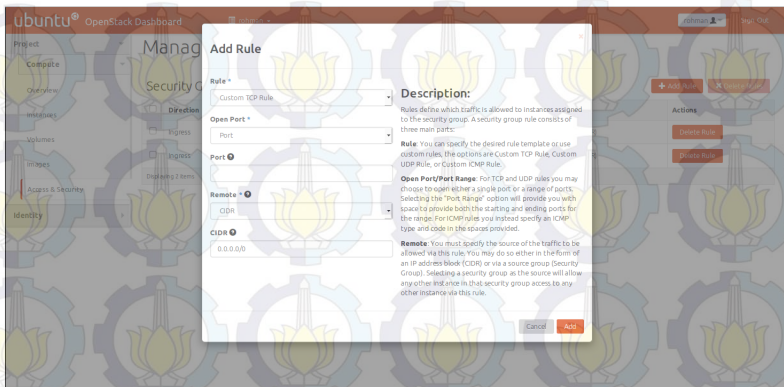 ubuntu® OpenStack Dashboard
rohman
rohman
Sign Out
Project
Compute
Overview
Instances
Volumes
Images
Access & Security
Identity
Manag
Security G
+ Add Rule
Direction
Actions
Ingress
Delete Rule
Ingress
Delete Rule
Displaying 2 items
Add Rule
×
Rule *
Custom TCP Rule
Open Port *
Port
Port
Remote *
CIDR
CIDR
0.0.0.0/0
Description:
Rules define which traffic is allowed to instances assigned
to the security group. A security group rule consists of
three main parts:
Rule: You can specify the desired rule template or use
custom rules, the options are Custom TCP Rule, Custom
UDP Rule, or Custom ICMP Rule.
Open Port/Port Range: For TCP and UDP rules you may
choose to open either a single port or a range of ports.
Selecting the "Port Range" option will provide you with
space to provide both the starting and ending ports for
the range. For ICMP rules you instead specify an ICMP
type and code in the spaces provided.
Remote: You must specify the source of the traffic to be
allowed via this rule. You may do so either in the form of
an IP address block (CIDR) or via a source group (Security
Group). Selecting a security group as the source will allow
any other instance in that security group access to any
other instance via this rule.
Cancel
Add